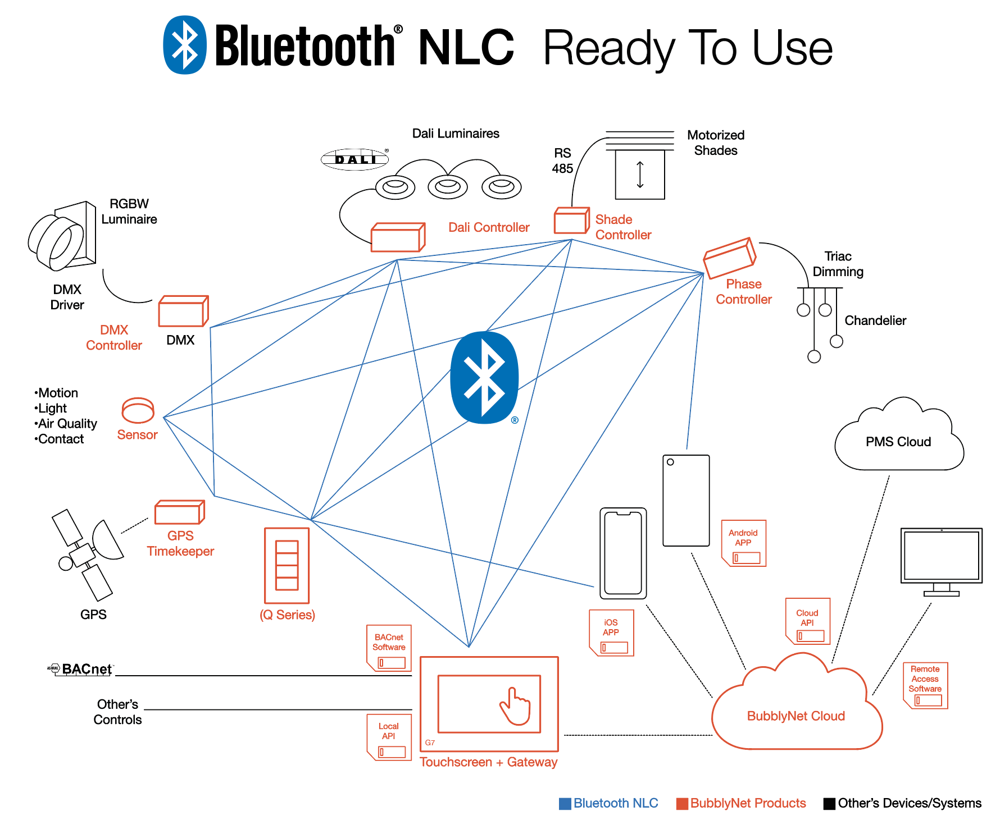 Bluetooth® NLC Ready To Use
Dali Luminaires
DALI®
RS
485
Motorized
Shades
RGBW
Luminaire
Dali Controller
Shade
Controller
Triac
Dimming
Phase
Controller
Chandelier
DMX
Driver
DMX
Controller
DMX
•Motion
•Light
•Air Quality
•Contact
Sensor
®
PMS Cloud
GPS
Timekeeper
GPS
(Q Series)
Android
APP
iOS
APP
Cloud
API
BACnet
Software
ASHRAE BACnet™
Remote
Access
Software
Other's
Controls
BubblyNet Cloud
Local
API
G7
Touchscreen + Gateway
Bluetooth NLC
BubblyNet Products
Other's Devices/Systems